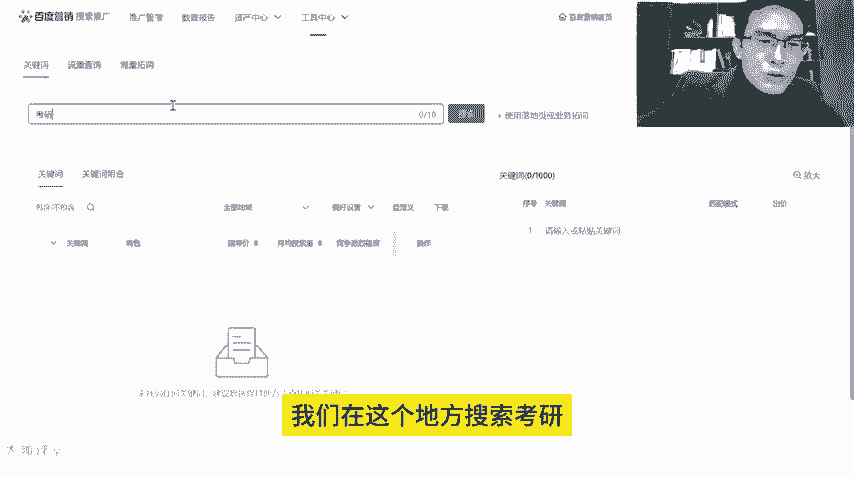 百度营销 搜索推广 推广管理 数据报告 资产中心 工具中心 百度营销首页
关键词 流量查询 测量拓词
考研 0/10 搜索 + 使用落地页或业务拓词
关键词 关键词组合 关键词(0/1000) 放大
包含/不包含 全部地域 偏好设置 自定义 下载
序号 关键词 匹配模式 出价
关键词 特色 指导价 月均搜索量 竞争激烈程度 操作
1 请输入或粘贴关键词
我们在这个地方搜索考研